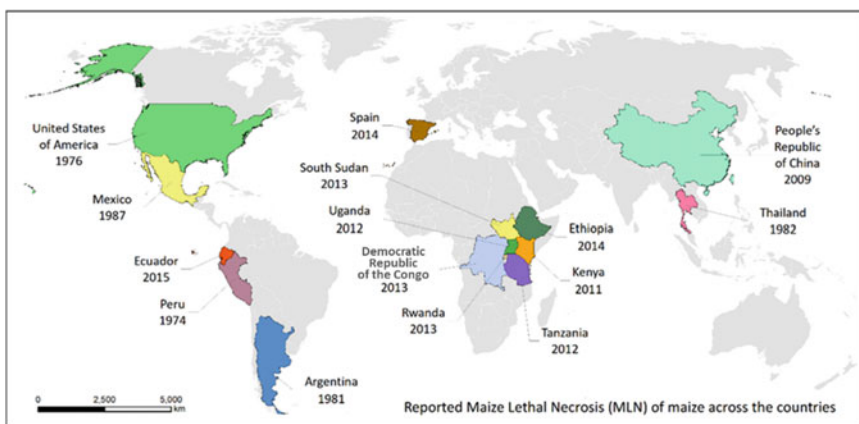 United States
of America
1976
Mexico
1987
Ecuador
2015
Peru
1974
Argentina
1981
Spain
2014
South Sudan
2013
Uganda
2012
Democratic
Republic
of the Congo
2013
Rwanda
2013
Ethiopia
2014
Kenya
2011
Tanzania
2012
People's
Republic
of China
2009
Thailand
1982
0 2,500 5,000
km
Reported Maize Lethal Necrosis (MLN) of maize across the countries